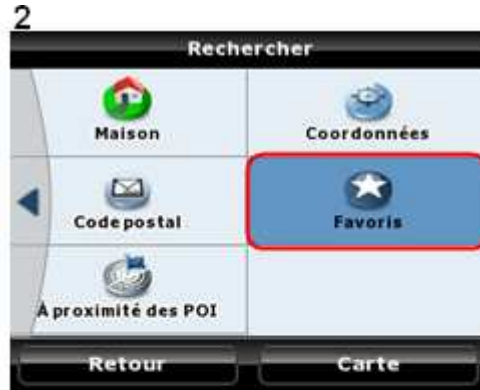 2
Rechercher
Maison
Coordonnées
Code postal
Favoris
À proximité des POI
Retour
Carte